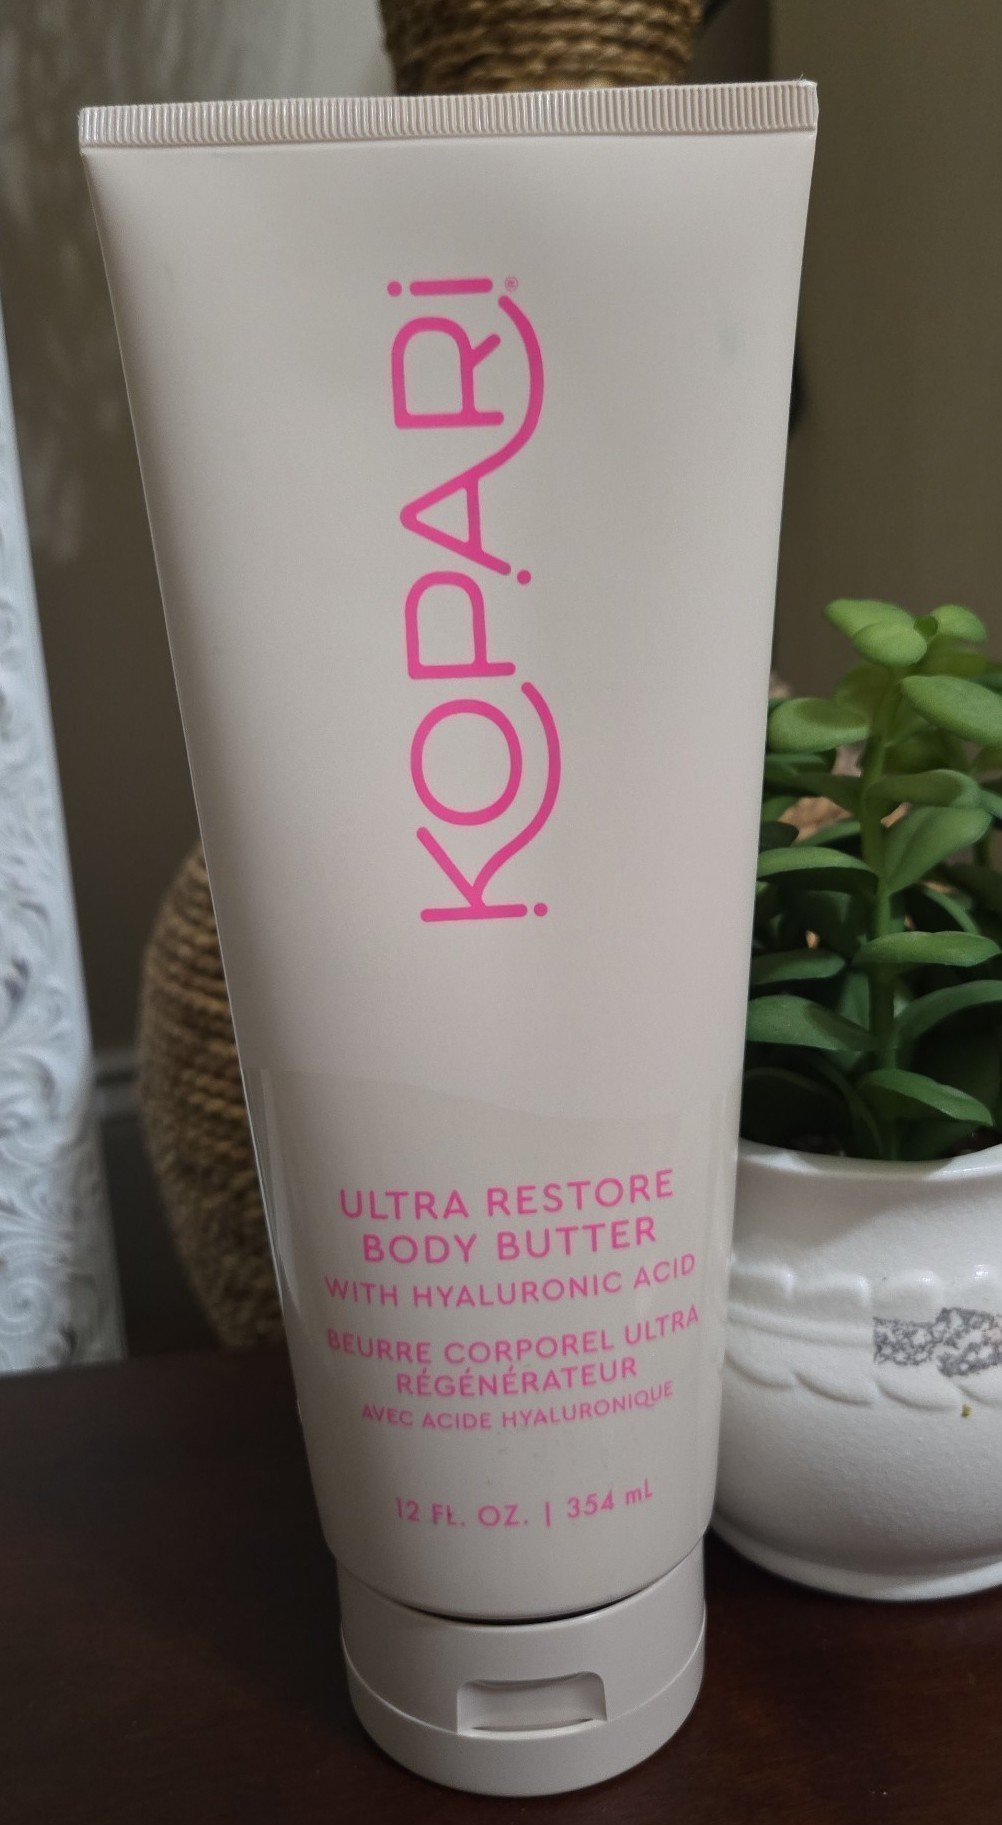 KOPARI®
ULTRA RESTORE
BODY BUTTER
WITH HYALURONIC ACID
BEURRE CORPOREL ULTRA
RÉGÉNÉRATEUR
AVEC ACIDE HYALURONIQUE
12 FL. OZ. | 354 mL